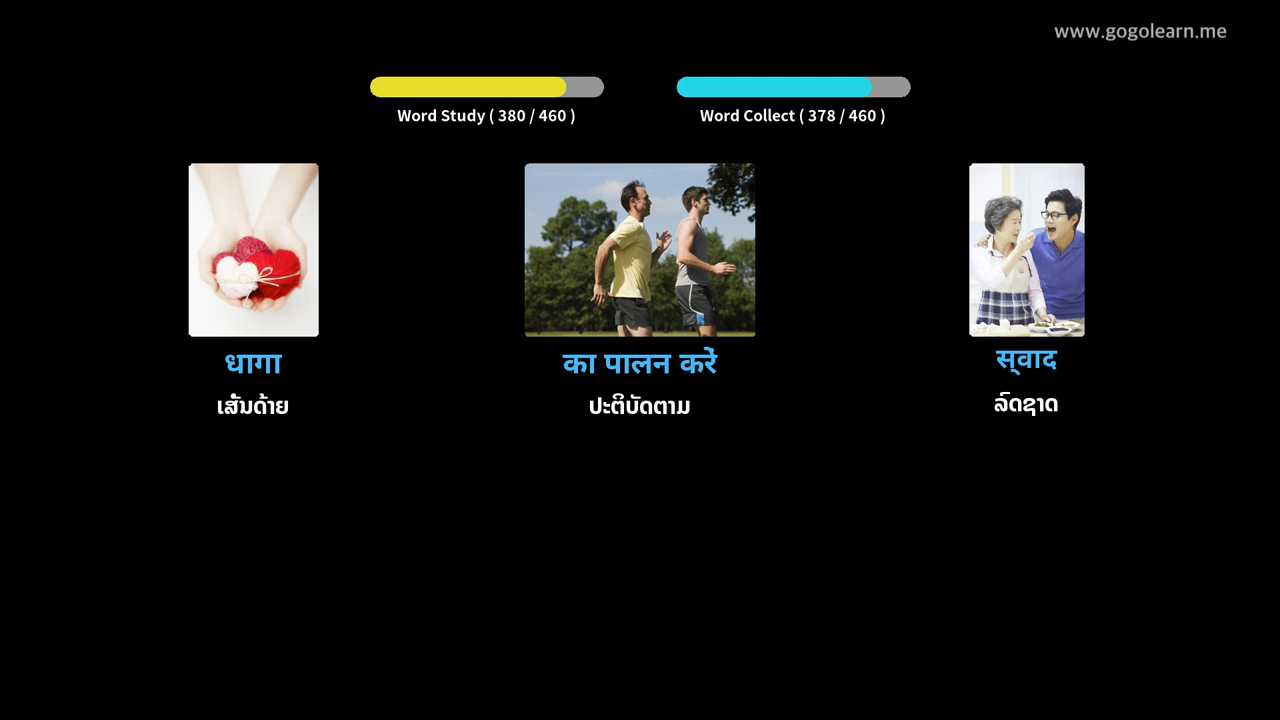 www.gogolearn.me
Word Study ( 380 / 460 )
Word Collect ( 378 / 460 )
धागा
का पालन करें
स्वाद
ເສັ້ນດ້າຍ
ປະຕິບັດຕາມ
ລົດຊາດ